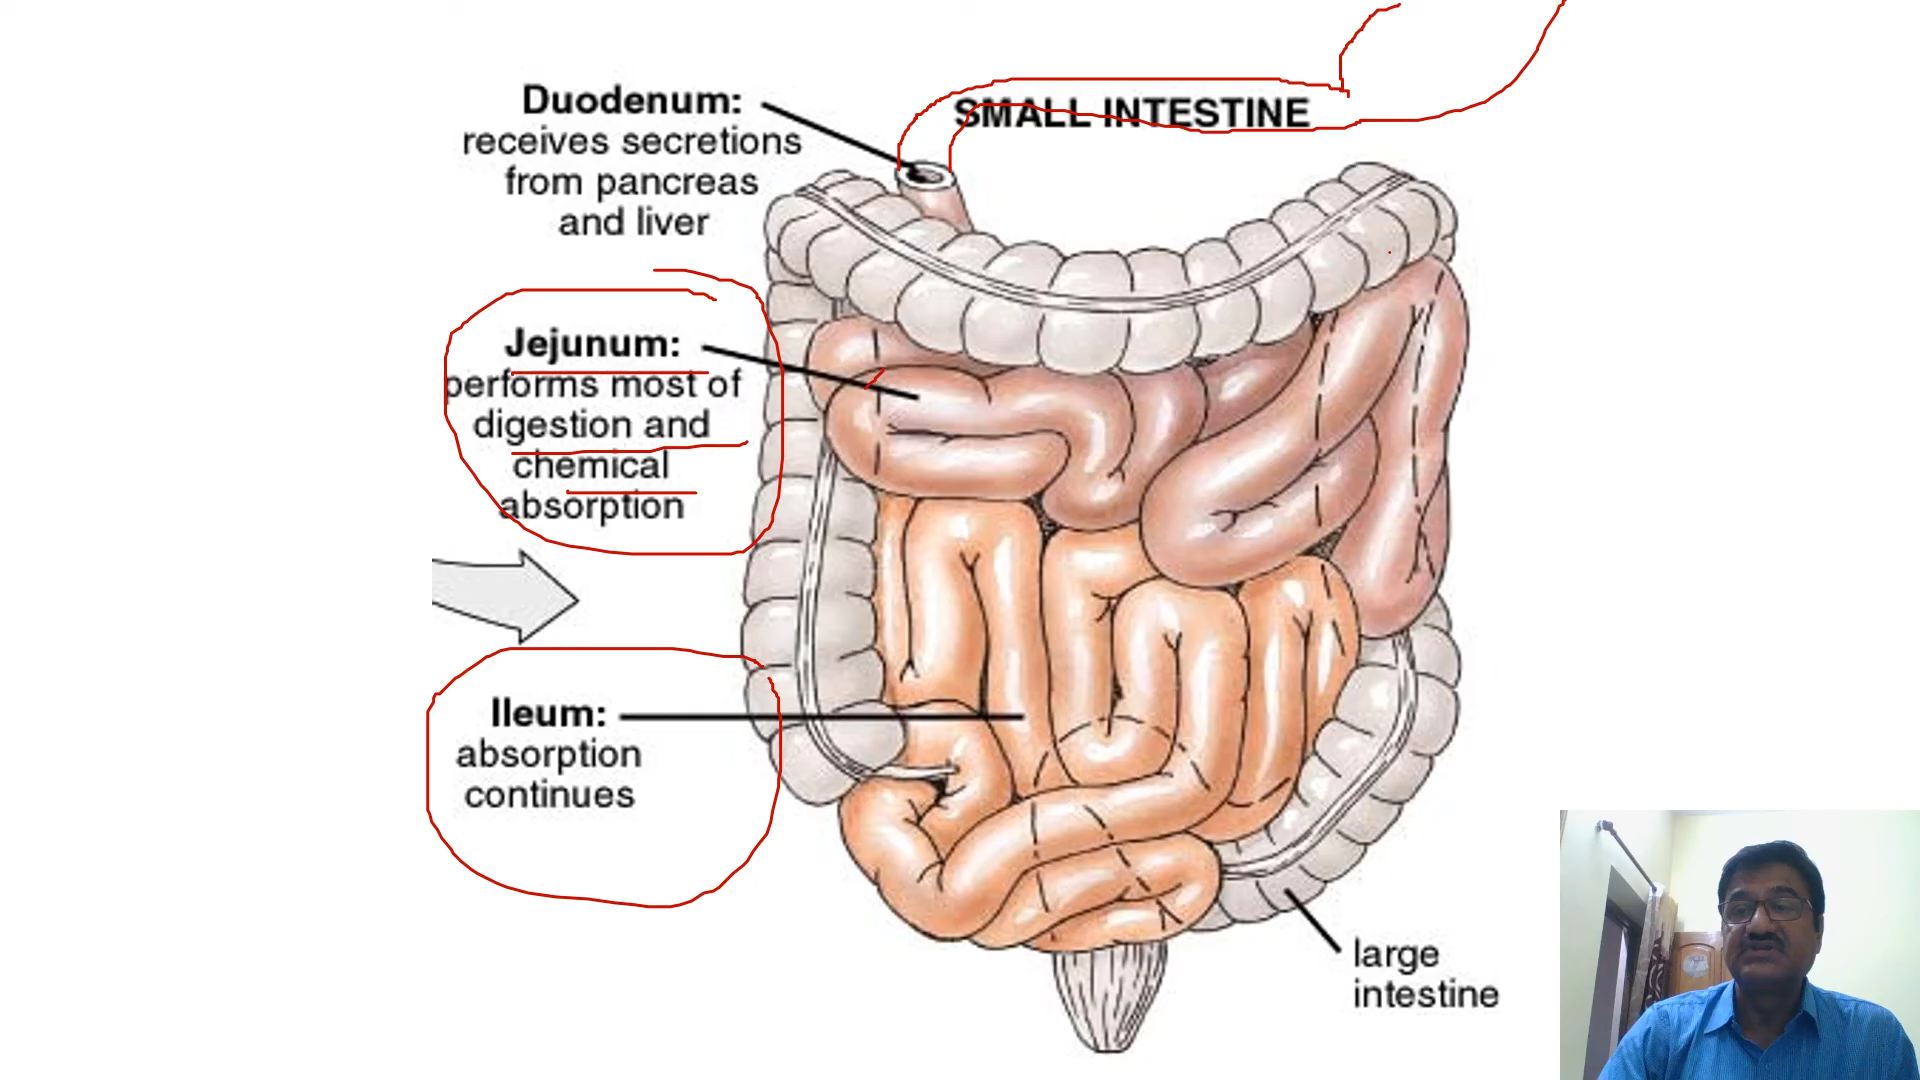 SMALL INTESTINE
Duodenum:
receives secretions
from pancreas
and liver
Jejunum:
performs most of
digestion and
chemical
absorption
Ileum:
absorption
continues
large
intestine